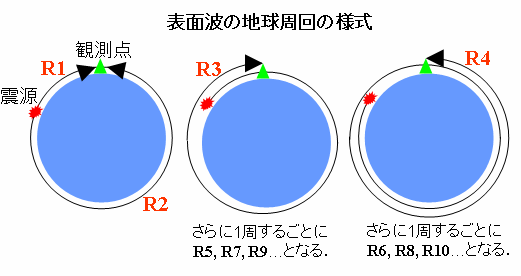 表面波の地球周回の様式
観測点
R1
震源
R2
R3
さらに1周するごとに
R5, R7, R9…となる.
R4
さらに1周するごとに
R6, R8, R10…となる.